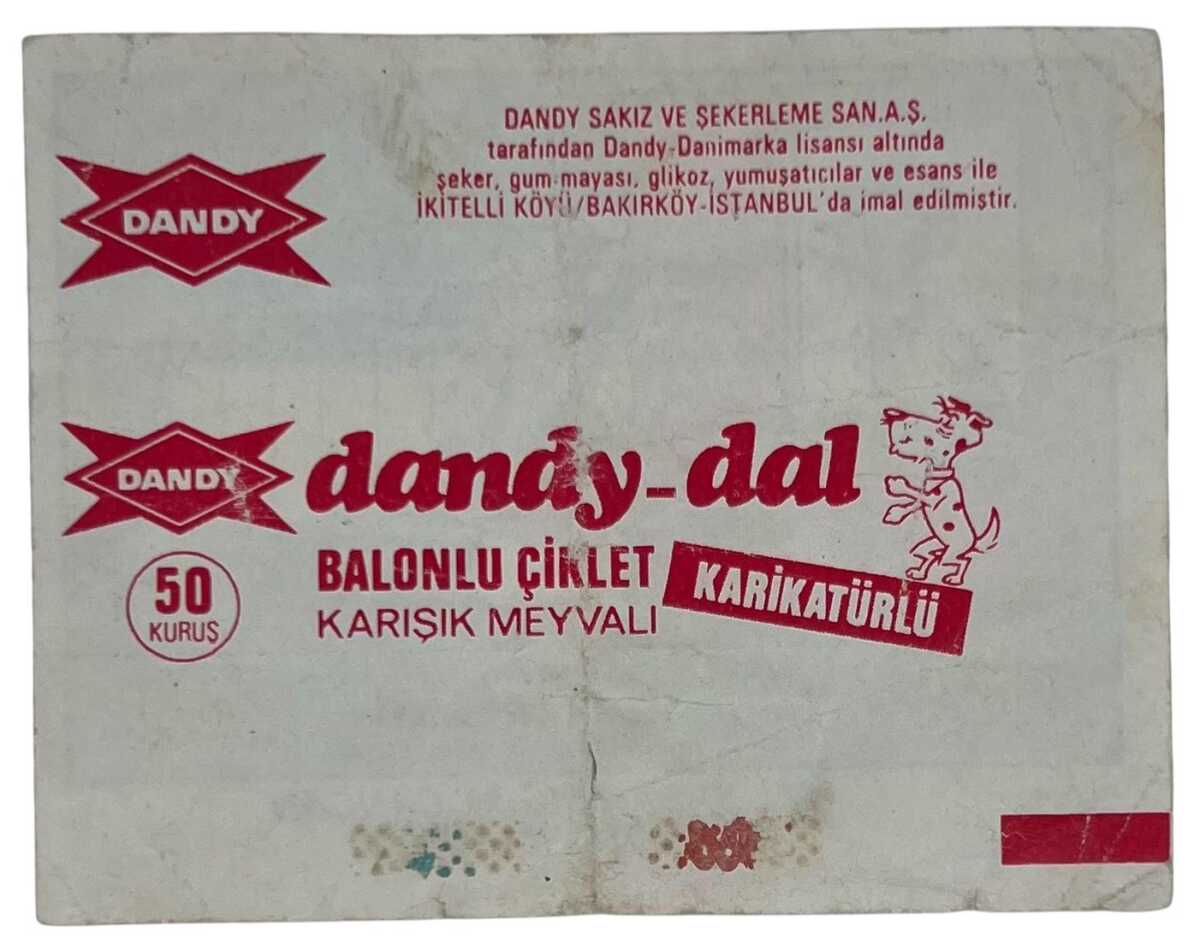 DANDY
DANDY SAKIZ VE ŞEKERLEME SAN.A.Ş.
tarafından Dandy-Danimarka lisansı altında
şeker, gum mayası, glikoz, yumuşatıcılar ve esans ile
İKİTELLİ KÖYÜ/BAKIRKÖY-İSTANBUL'da imal edilmiştir.
DANDY
dandy-dal
50
KURUŞ
BALONLU ÇİKLET
KARIŞIK MEYVALI
KARİKATÜRLÜ